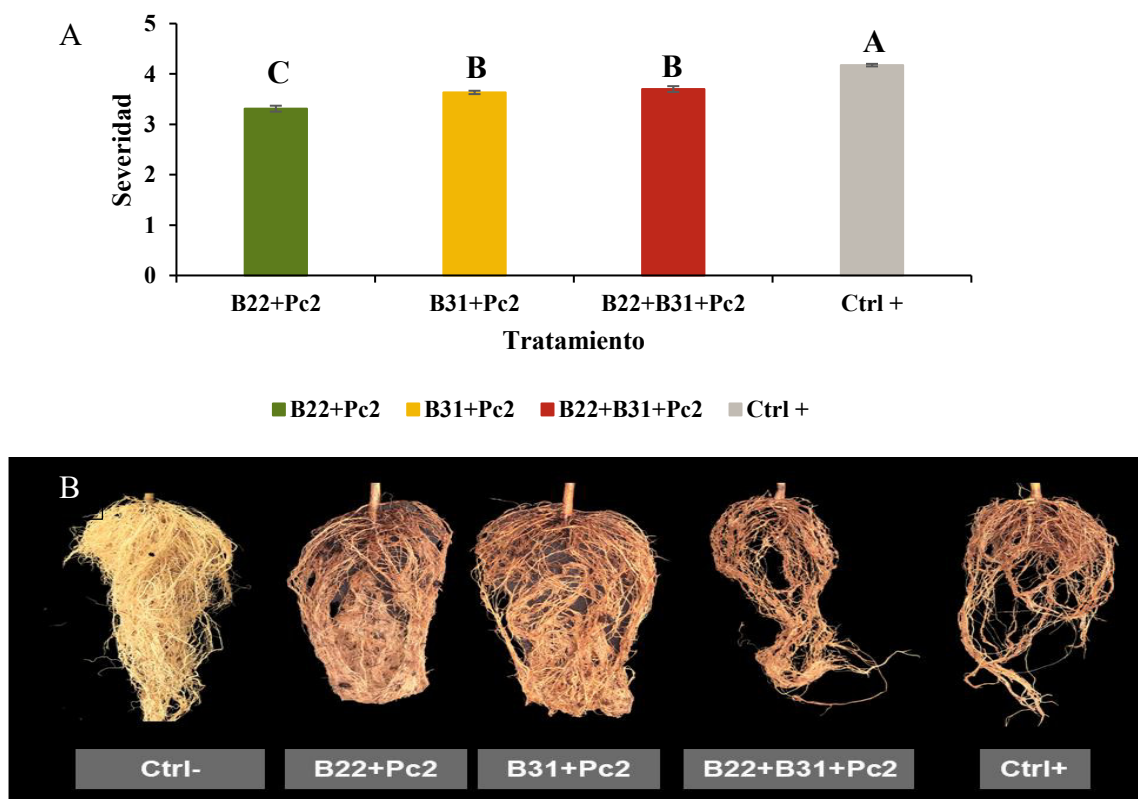 A
Severidad
5
4
3
2
1
0
C
B
B
A
B22+Pc2
B31+Pc2
B22+B31+Pc2
Ctrl +
Tratamiento
B22+Pc2 B31+Pc2 B22+B31+Pc2 Ctrl +
B
Ctrl-
B22+Pc2
B31+Pc2
B22+B31+Pc2
Ctrl+